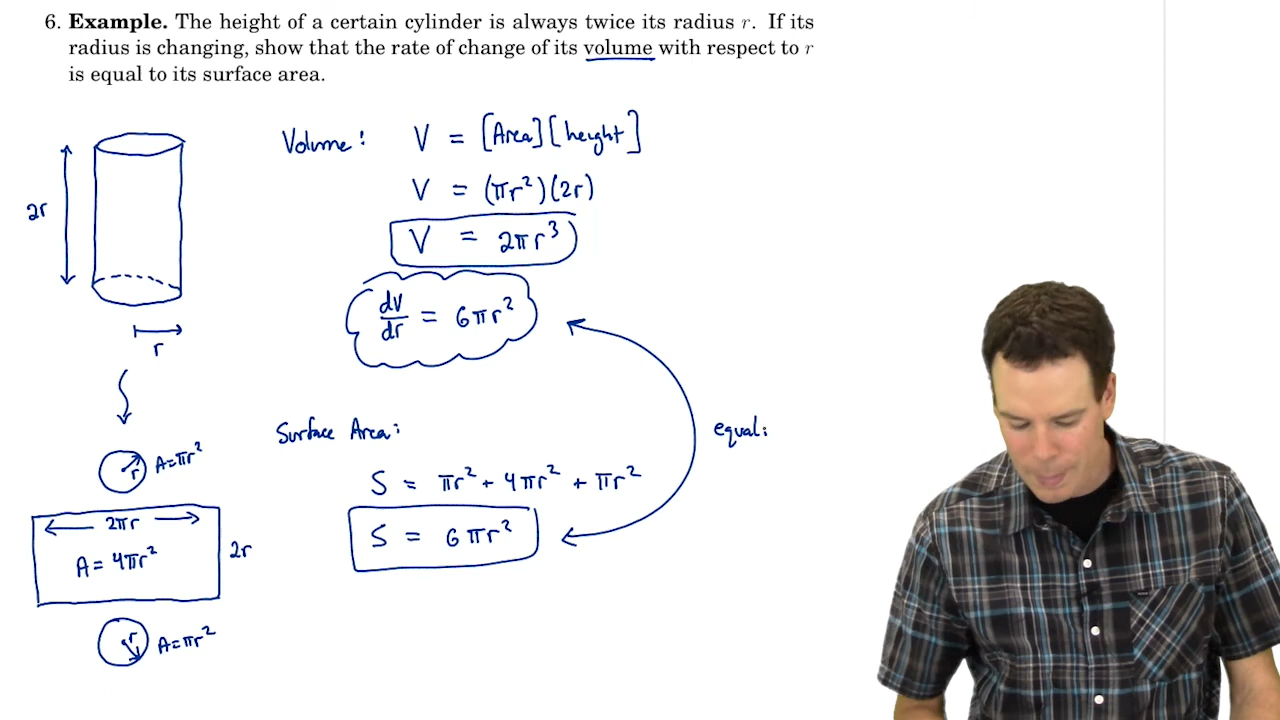 6. Example. The height of a certain cylinder is always twice its radius r. If its
radius is changing, show that the rate of change of its volume with respect to r
is equal to its surface area.
2r
r
A=πr²
2πr
A = 4πr²
2r
r
A=πr²
r
Volume:
V = [Area][height]
V = (πr²)(2r)
V = 2πr³
dV/dr = 6πr²
Surface Area:
S = πr² + 4πr² + πr²
S = 6πr²
equal: